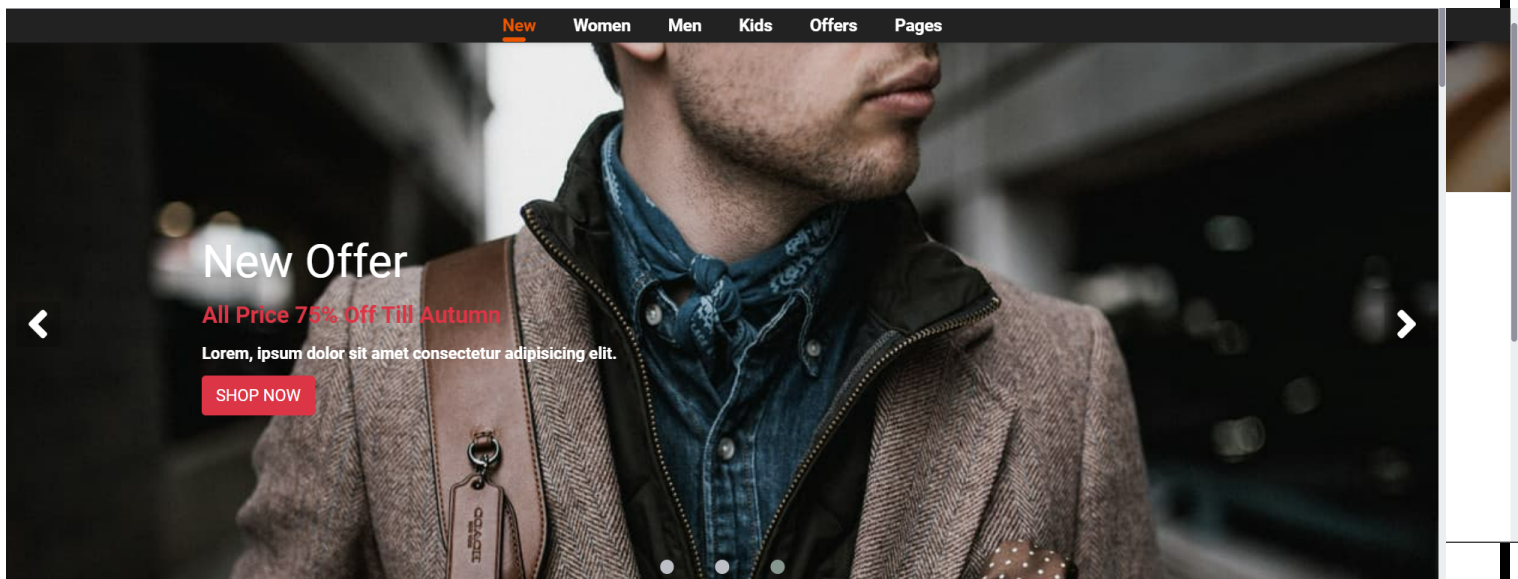 New Women Men Kids Offers Pages
New Offer
All Price 75% Off Till Autumn
Lorem, ipsum dolor sit amet consectetur adipisicing elit.
SHOP NOW
COACH